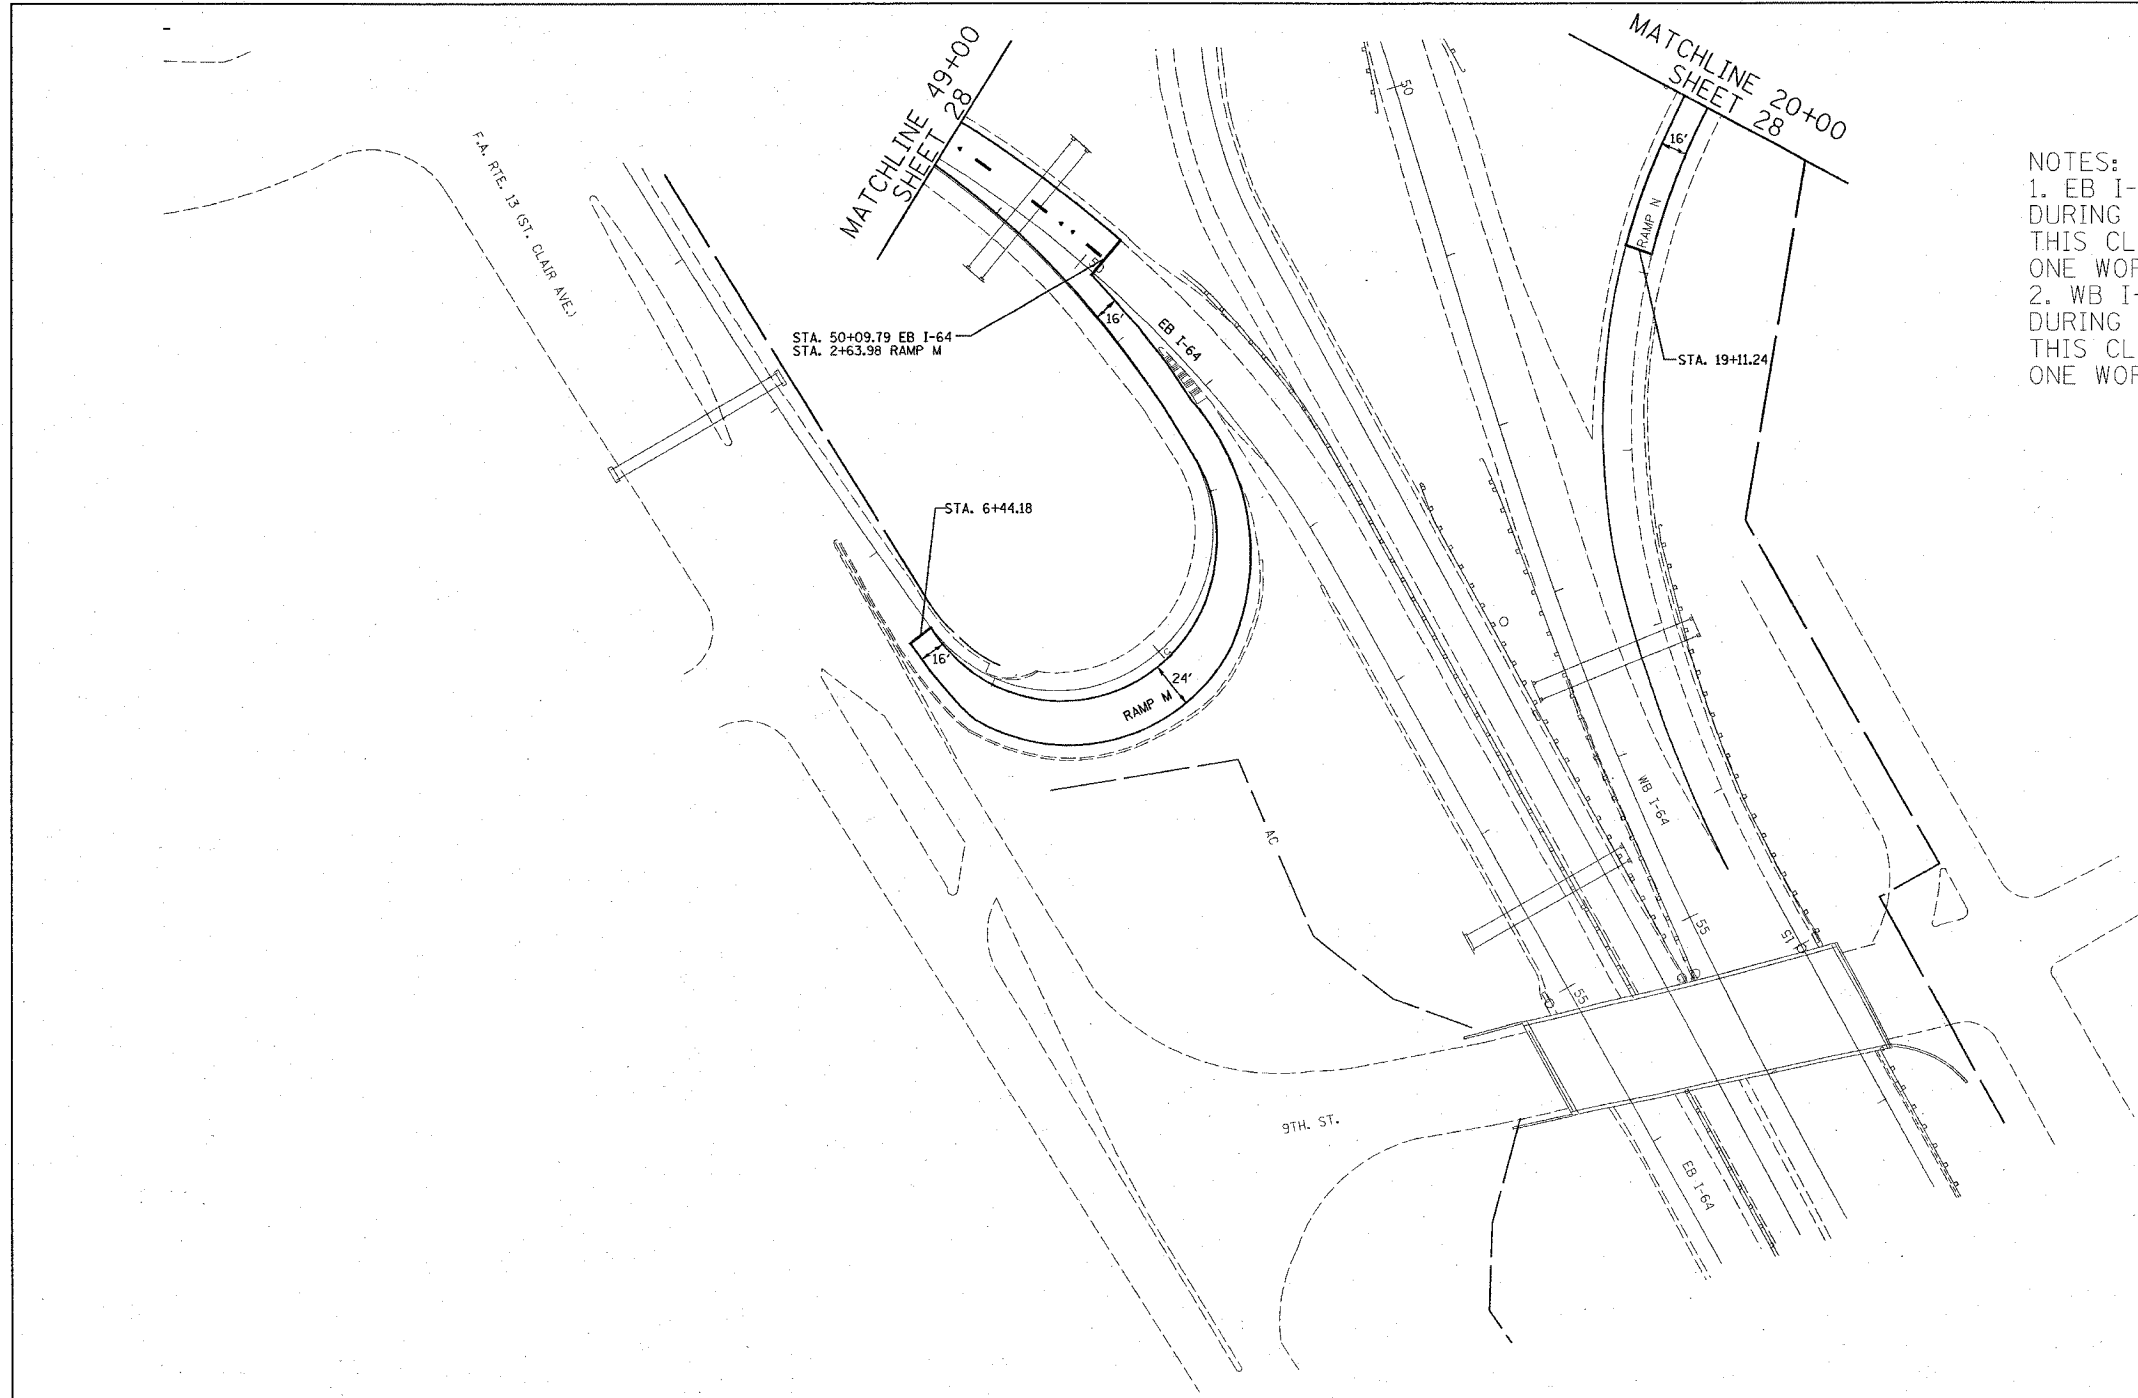 MATCHLINE 49+00
SHEET 28
MATCHLINE 20+00
SHEET 28
NOTES:
1. EB I-
DURING
THIS CL
ONE WOR
2. WB I-
DURING
THIS CL
ONE WOR
F.A. RTE. 13 (ST. CLAIR AVE.)
50
16'
RAMP N
STA. 19+11.24
STA. 50+09.79 EB I-64
STA. 2+63.98 RAMP M
50
16'
EB I-64
STA. 6+44.18
16'
24'
RAMP M
WB I-64
AC
55
15
55
9TH. ST.
EB I-64